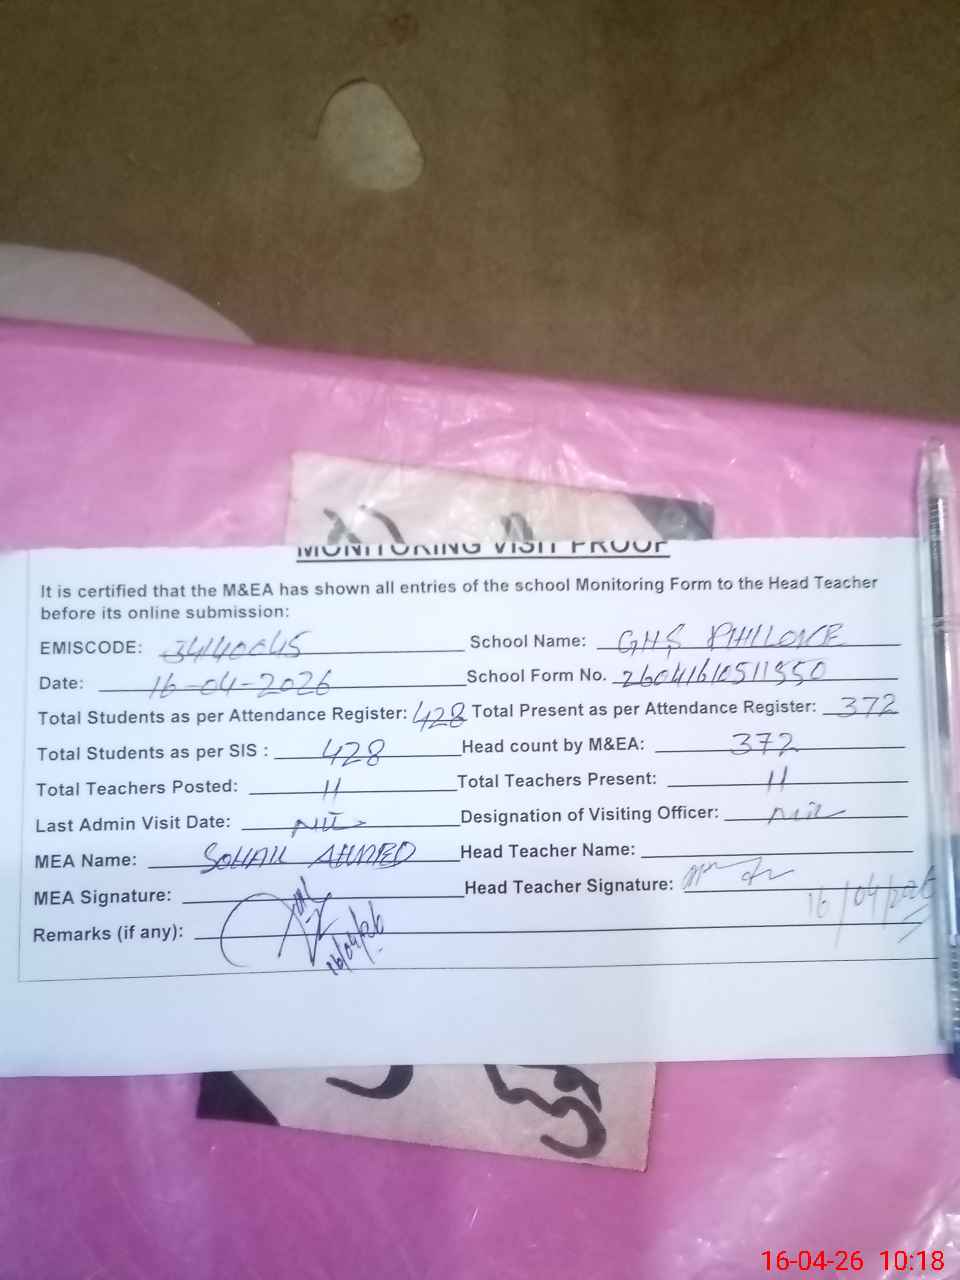 MONITORING VISIT PROOF
It is certified that the M&EA has shown all entries of the school Monitoring Form to the Head Teacher
before its online submission:
EMISCODE: 34140045 School Name: GHS PHILLOKE
Date: 16-04-2026 School Form No. 26041610511550
Total Students as per Attendance Register: 428 Total Present as per Attendance Register: 372
Total Students as per SIS : 428 Head count by M&EA: 372
Total Teachers Posted: 11 Total Teachers Present: 11
Last Admin Visit Date: Nil Designation of Visiting Officer: Nil
MEA Name: SOHAIL AHMED Head Teacher Name:
MEA Signature: Head Teacher Signature:
16/04/2026
Remarks (if any):
16/04/26
16-04-26 10:18